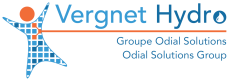 Vergnet Hydro
Groupe Odial Solutions
Odial Solutions Group